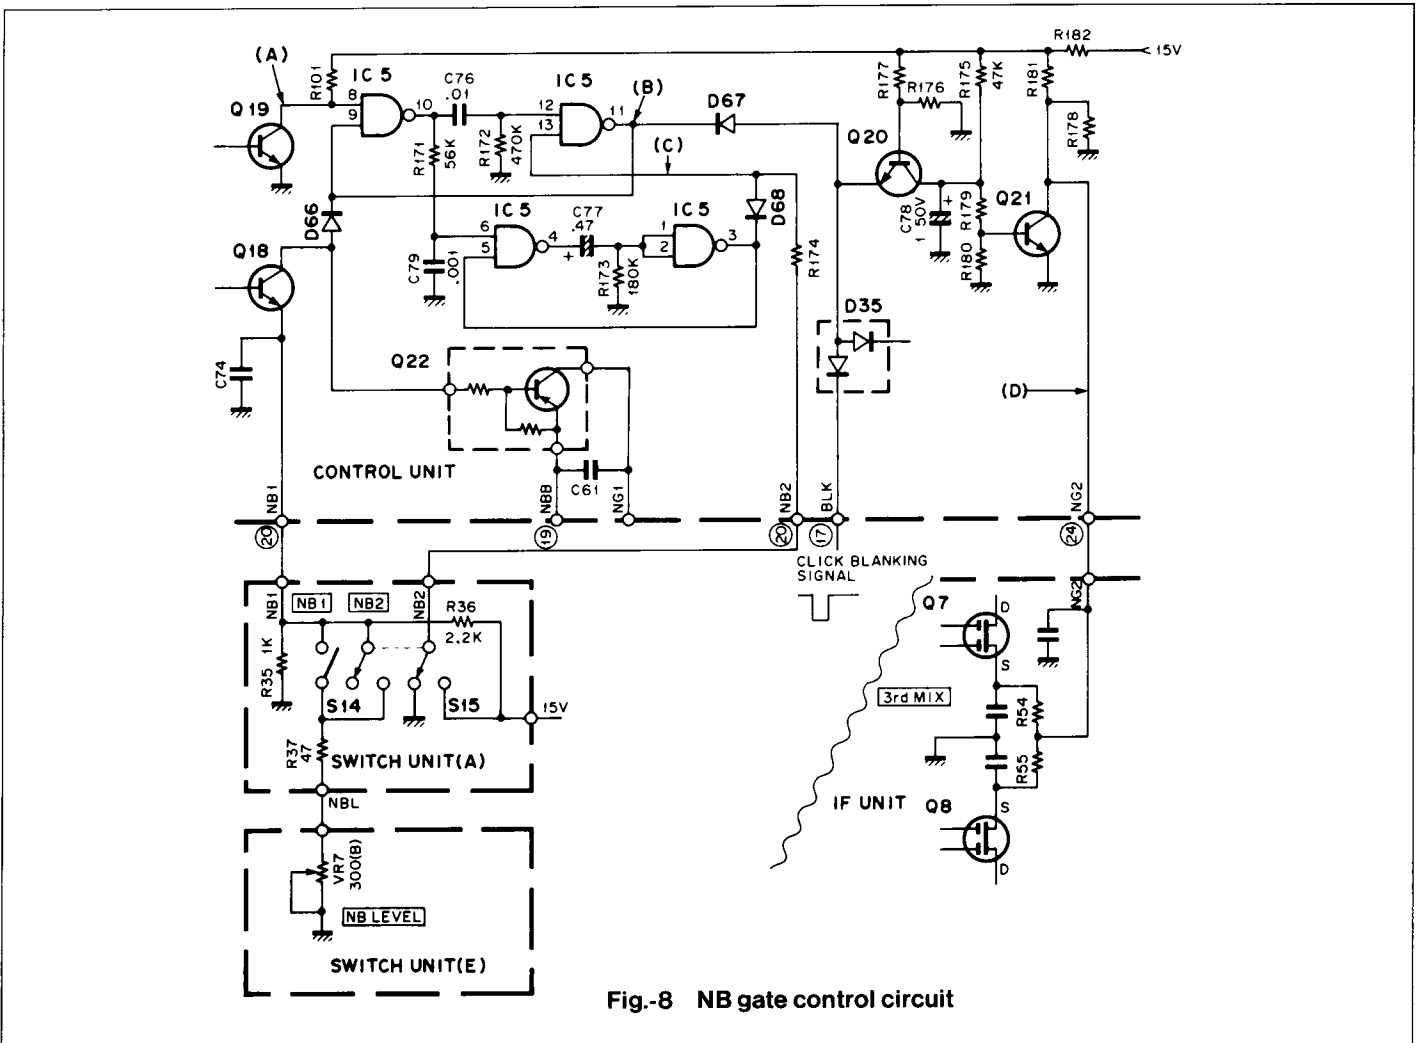 R182
15V
(A)
R101
IC 5
C76
.01
IC 5
(B)
D67
R177
R175
47K
R181
R176
R178
Q19
8
9
10
12
13
11
R171
56K
R172
470K
(C)
Q20
D66
Q18
IC 5
C77
.47
IC 5
D68
C78
1 50V
+
R179
Q21
6
5
4
+
1
2
3
R174
R180
C79
.001
R173
180K
D35
C74
Q22
(D)
CONTROL UNIT
C61
NB1
NBB
NG1
NB2
BLK
NG2
20
19
20
17
24
CLICK BLANKING
SIGNAL
NB1
NB1
NB2
NB2
R36
2.2K
Q7
D
NG2
R35 1K
S
S14
S15
15V
3rd MIX
R54
R37
47
SWITCH UNIT(A)
R55
NBL
IF UNIT
Q8
S
VR7
300(B)
D
NB LEVEL
SWITCH UNIT(E)
Fig.-8 NB gate control circuit